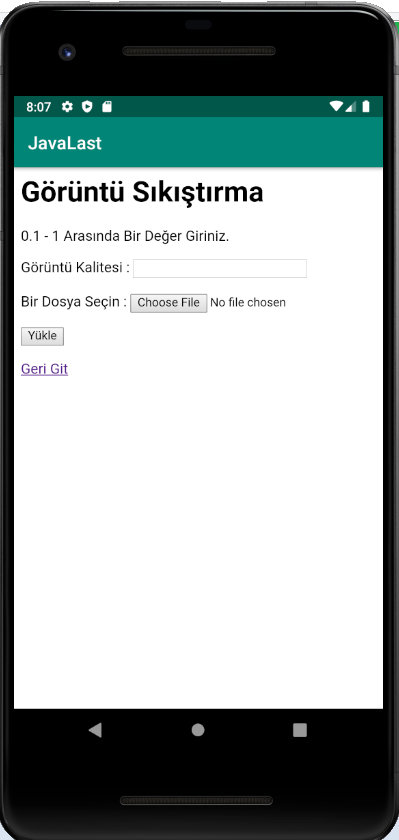 8:07
JavaLast
Görüntü Sıkıştırma
0.1 - 1 Arasında Bir Değer Giriniz.
Görüntü Kalitesi :
Bir Dosya Seçin : Choose File No file chosen
Yükle
Geri Git